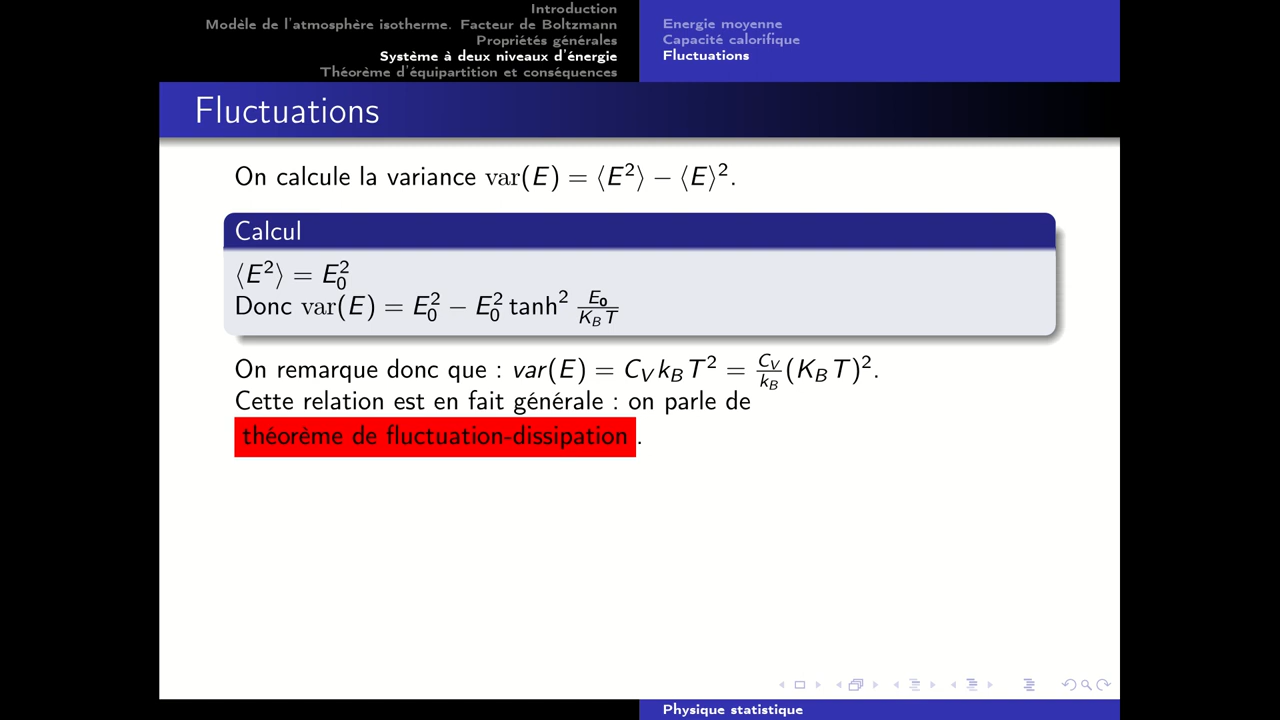 Introduction
Modèle de l'atmosphère isotherme. Facteur de Boltzmann
Propriétés générales
Système à deux niveaux d'énergie
Théorème d'équipartition et conséquences
Energie moyenne
Capacité calorifique
Fluctuations
Fluctuations
On calcule la variance var(E) = ⟨E²⟩ − ⟨E⟩².
Calcul
⟨E²⟩ = E₀²
Donc var(E) = E₀² − E₀² tanh² E₀/(K_B T)
On remarque donc que : var(E) = C_V k_B T² = C_V/k_B (K_B T)².
Cette relation est en fait générale : on parle de
théorème de fluctuation-dissipation .
Physique statistique